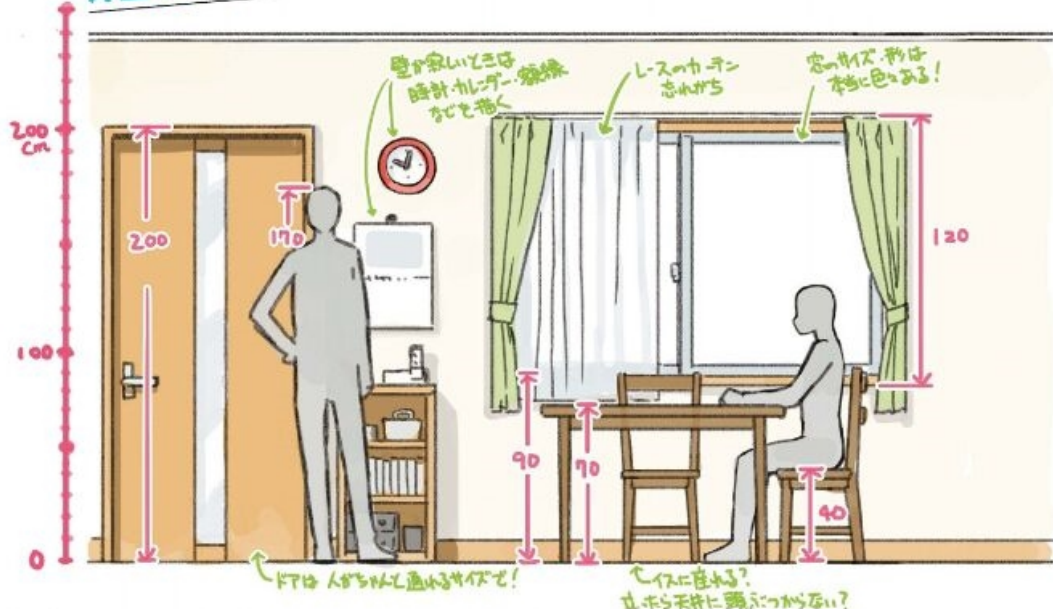 壁が寂しいときは
時計・カレンダー・額縁
などを描く
レースのカーテン
忘れがち
窓のサイズ・形は
本当に色々ある!
200
cm
200
170
120
100
90
70
40
0
ドアは人がちゃんと通れるサイズで!
イスに座れる?
立ったら天井に頭ぶつからない?